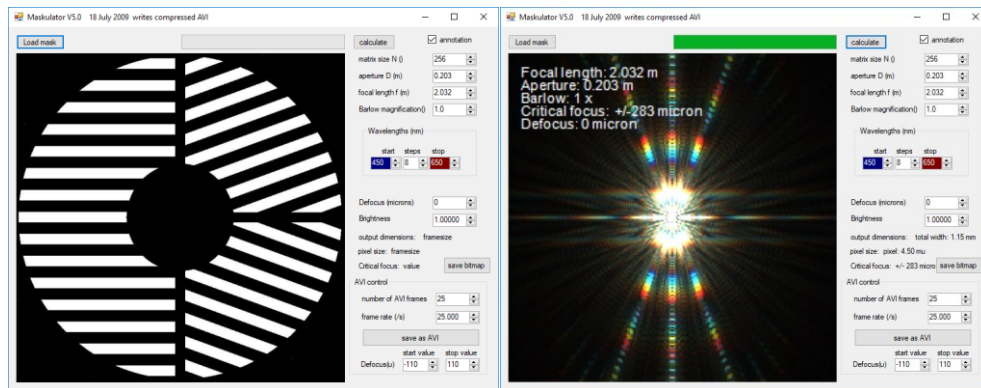 Maskulator V5.0 18 July 2009 writes compressed AVI
Load mask
calculate
annotation
matrix size N ()
256
aperture D (m)
0.203
focal length f (m)
2.032
Barlow magnification()
1.0
Wavelengths (nm)
start steps stop
450 8 650
Defocus (microns)
0
Brightness
1.00000
output dimensions: framesize
pixel size: framesize
Critical focus: value
save bitmap
AVI control
number of AVI frames
25
frame rate (/s)
25.000
save as AVI
start value stop value
Defocus(u) -110 110
Maskulator V5.0 18 July 2009 writes compressed AVI
Load mask
calculate
annotation
Focal length: 2.032 m
Aperture: 0.203 m
Barlow: 1 x
Critical focus: +/-283 micron
Defocus: 0 micron
matrix size N ()
256
aperture D (m)
0.203
focal length f (m)
2.032
Barlow magnification()
1.0
Wavelengths (nm)
start steps stop
450 8 650
Defocus (microns)
0
Brightness
1.00000
output dimensions: total width: 1.15 mm
pixel size: pixel: 4.50 mu
Critical focus: +/- 283 micro
save bitmap
AVI control
number of AVI frames
25
frame rate (/s)
25.000
save as AVI
start value stop value
Defocus(u) -110 110